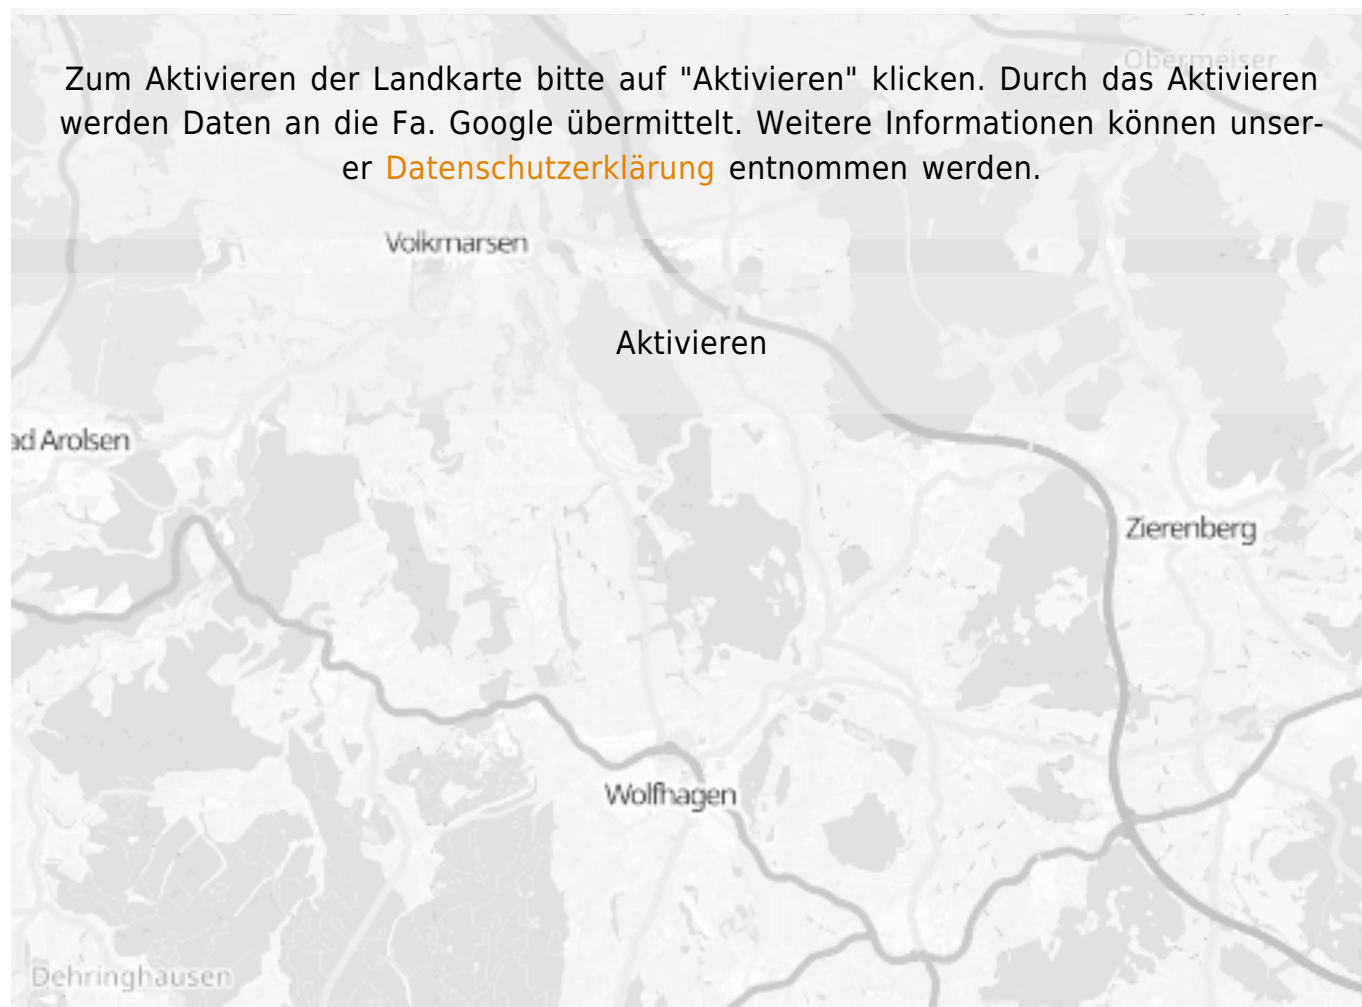 Obermeiser
Zum Aktivieren der Landkarte bitte auf "Aktivieren" klicken. Durch das Aktivieren
werden Daten an die Fa. Google übermittelt. Weitere Informationen können unser-
er Datenschutzerklärung entnommen werden.
Volkmarsen
Aktivieren
ad Arolsen
Zierenberg
Wolfhagen
Dehringhausen